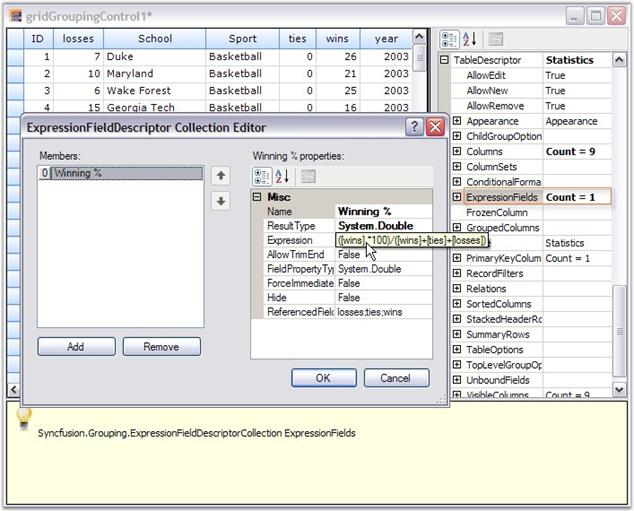 gridGroupingControl1*
ID losses School Sport ties wins year
1 7 Duke Basketball 0 26 2003
2 10 Maryland Basketball 0 21 2003
3 6 Wake Forest Basketball 0 25 2003
4 15 Georgia Tech Basketball 0 16 2003
TableDescriptor Statistics
AllowEdit True
AllowNew True
AllowRemove True
Appearance Appearance
ChildGroupOption
Columns Count = 9
ColumnSets
ConditionalForma
ExpressionFields Count = 1
FrozenColumn
GroupedColumns
Statistics
PrimaryKeyColum Count = 1
RecordFilters
Relations
SortedColumns
StackedHeaderRo
SummaryRows
TableOptions
TopLevelGroupOp
UnboundFields
VisibleColumns Count = 9
ExpressionFieldDescriptor Collection Editor
Members:
0 Winning %
Add Remove
Winning % properties:
Misc
Name Winning %
ResultType System.Double
Expression ([wins]*100)/([wins]+[ties]+[losses])
AllowTrimEnd False
FieldPropertyTyp System.Double
ForceImmediate False
Hide False
ReferencedField losses;ties;wins
OK Cancel
Syncfusion.Grouping.ExpressionFieldDescriptorCollection ExpressionFields